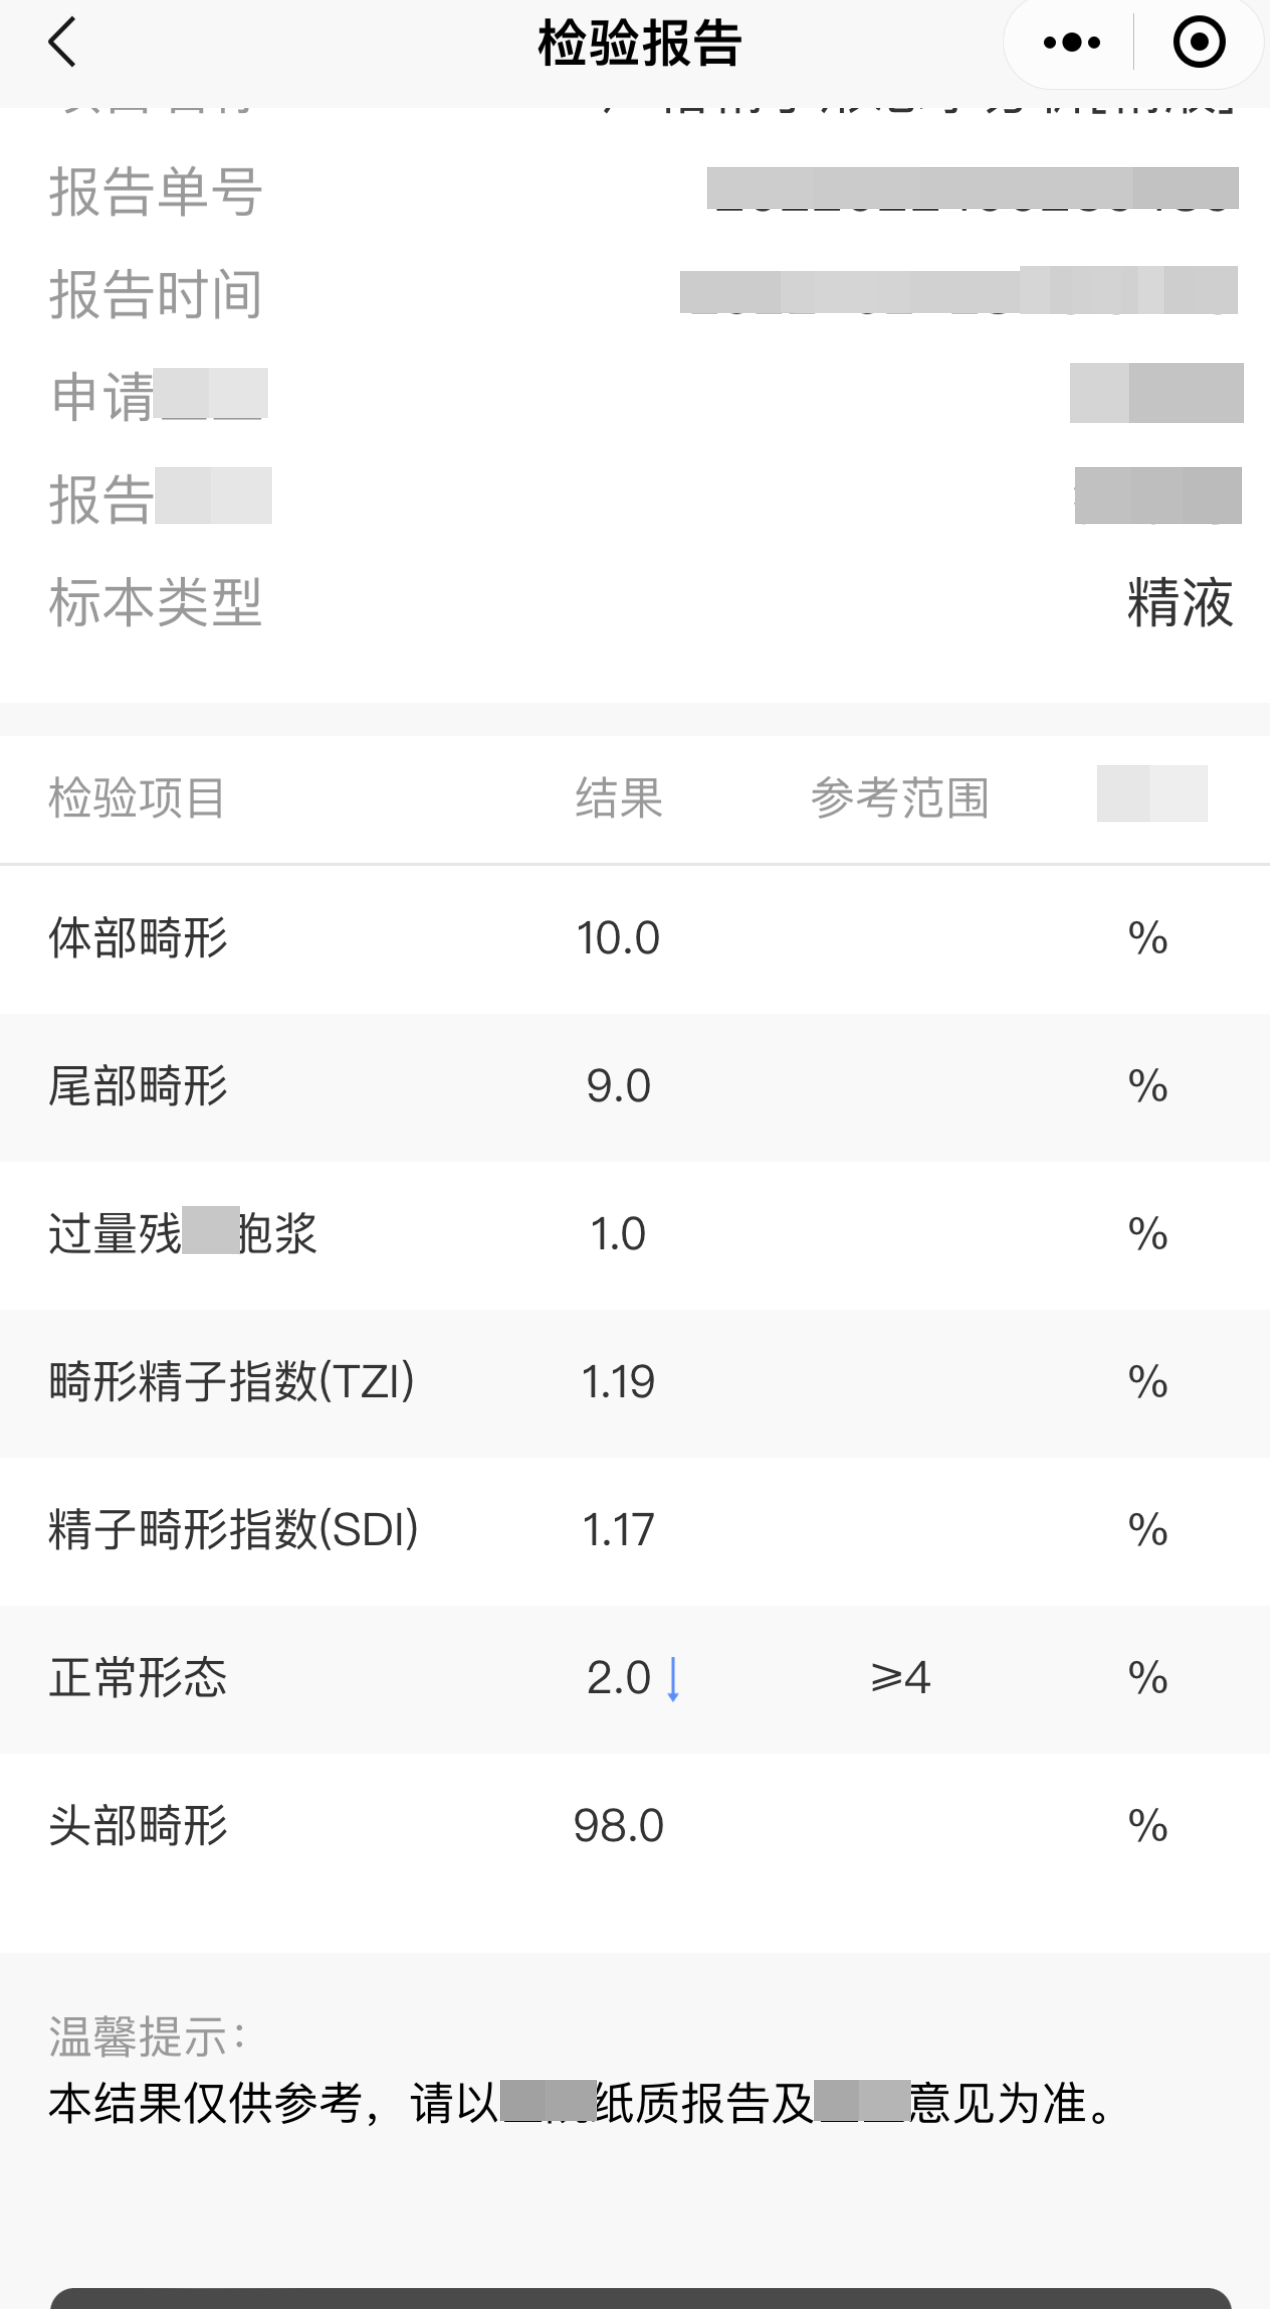 检验报告
报告单号
报告时间
申请
报告
标本类型 精液
检验项目 结果 参考范围
体部畸形 10.0 %
尾部畸形 9.0 %
过量残 胞浆 1.0 %
畸形精子指数(TZI) 1.19 %
精子畸形指数(SDI) 1.17 %
正常形态 2.0 ↓ ≥4 %
头部畸形 98.0 %
温馨提示:
本结果仅供参考，请以 纸质报告及 意见为准。